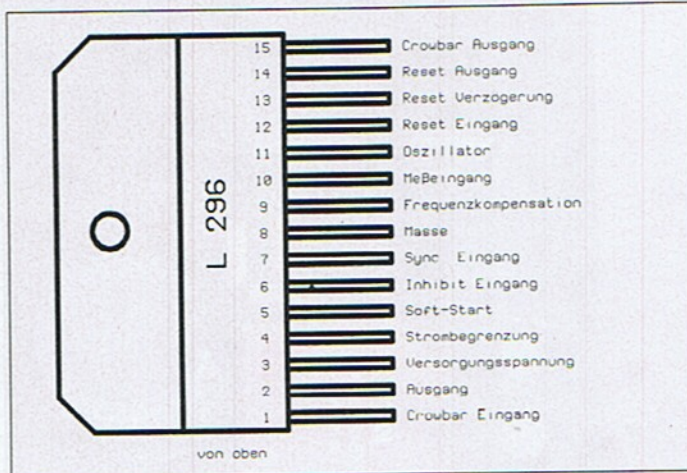 15 Crowbar Ausgang
14 Reset Ausgang
13 Reset Verzogerung
12 Reset Eingang
11 Oszillator
10 Meßeingang
9 Frequenzkompensation
8 Masse
7 Sync Eingang
6 Inhibit Eingang
5 Soft-Start
4 Strombegrenzung
3 Versorgungsspannung
2 Ausgang
1 Crowbar Eingang
L 296
von oben